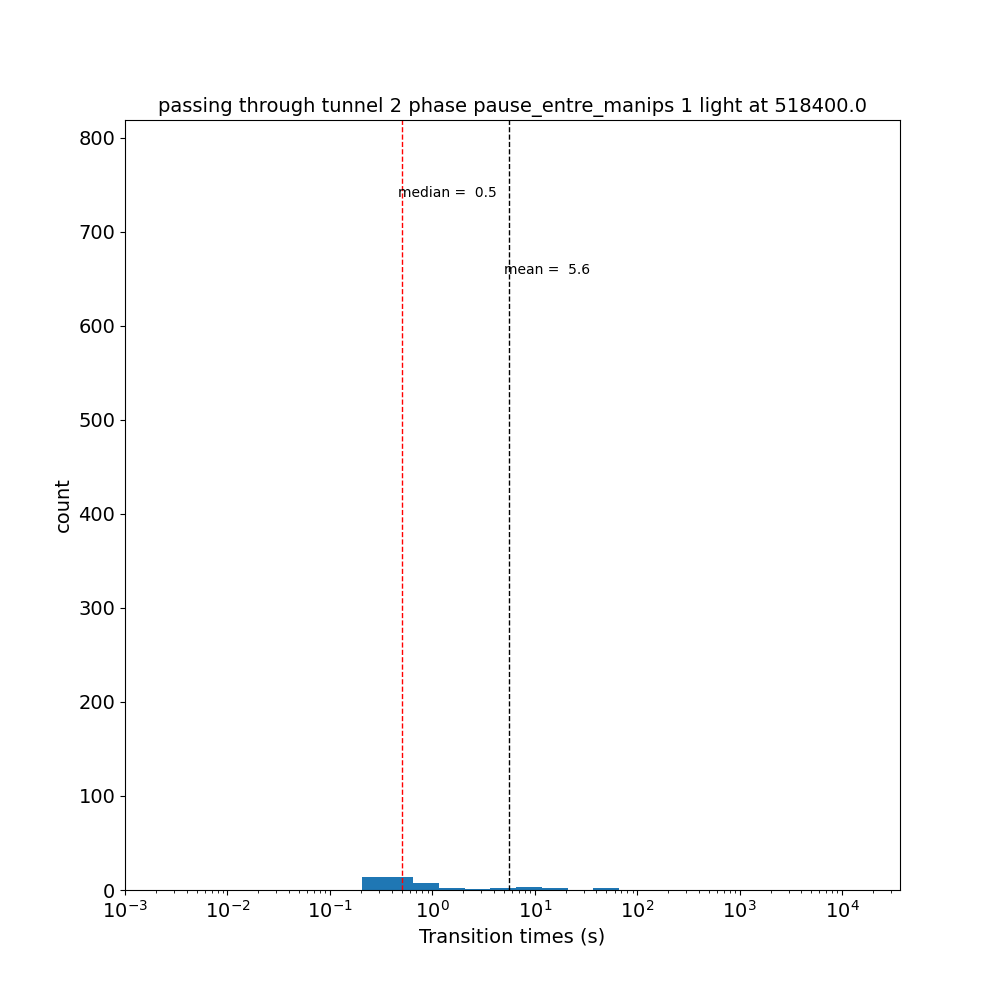 passing through tunnel 2 phase pause_entre_manips 1 light at 518400.0
800
median =  0.5
700
mean =  5.6
600
500
400
count
300
200
100
0
10⁻³ 10⁻² 10⁻¹ 10⁰ 10¹ 10² 10³ 10⁴
Transition times (s)